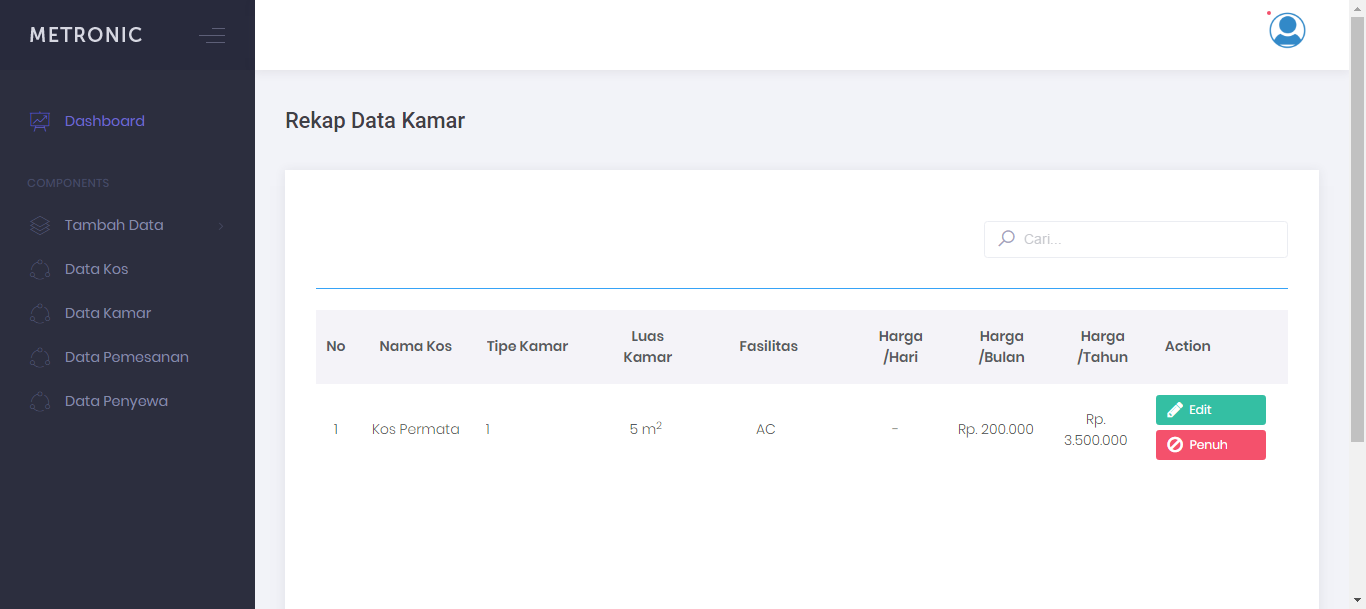 METRONIC
Dashboard
COMPONENTS
Tambah Data
Data Kos
Data Kamar
Data Pemesanan
Data Penyewa
Rekap Data Kamar
Cari...
No Nama Kos Tipe Kamar Luas Kamar Fasilitas Harga /Hari Harga /Bulan Harga /Tahun Action
1 Kos Permata 1 5 m² AC - Rp. 200.000 Rp. 3.500.000
Edit
Penuh